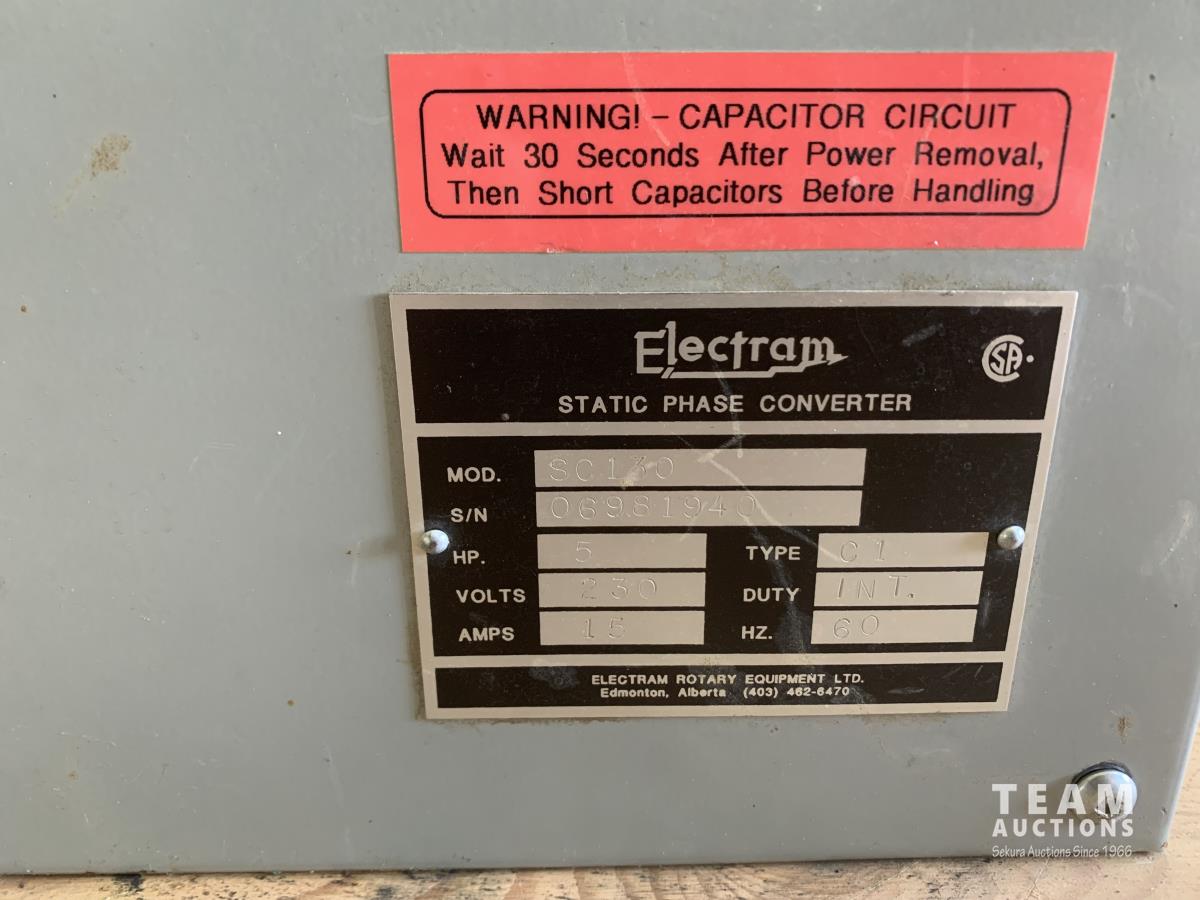 WARNING! - CAPACITOR CIRCUIT
Wait 30 Seconds After Power Removal,
Then Short Capacitors Before Handling
Electram
CSA
STATIC PHASE CONVERTER
MOD. SC130
S/N 06981940
HP. 5 TYPE C1
VOLTS 230 DUTY INT.
AMPS 15 HZ. 60
ELECTRAM ROTARY EQUIPMENT LTD.
Edmonton, Alberta (403) 462-6470
TEAM
AUCTIONS
Sekura Auctions Since 1966